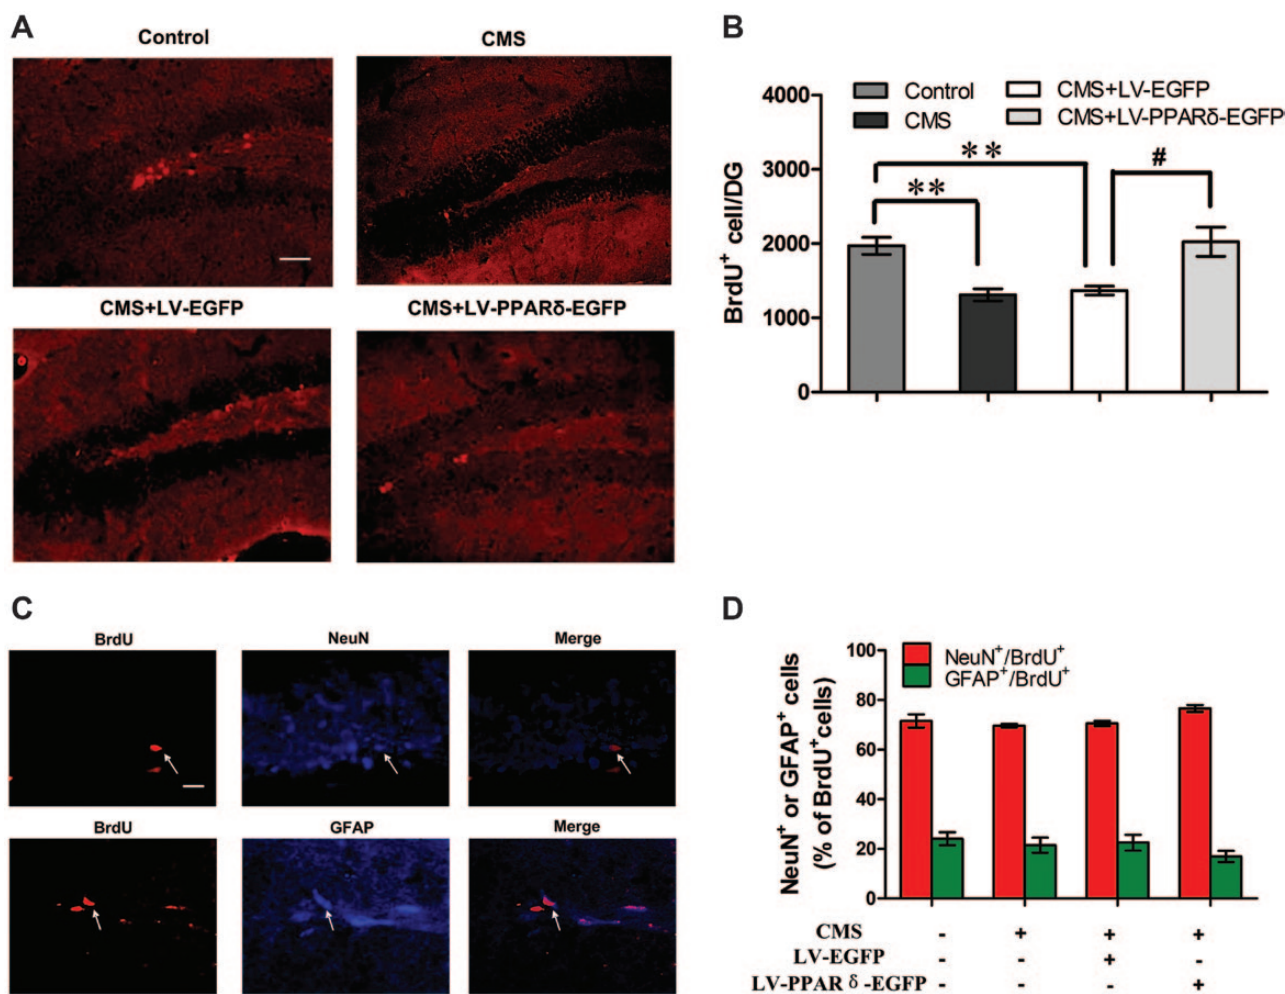 A
Control
CMS
CMS+LV-EGFP
CMS+LV-PPARδ-EGFP
B
BrdU⁺ cell/DG
4000
3000
2000
1000
0
Control
CMS
CMS+LV-EGFP
CMS+LV-PPARδ-EGFP
**
**
#
C
BrdU
NeuN
Merge
BrdU
GFAP
Merge
D
NeuN⁺ or GFAP⁺ cells
(% of BrdU⁺cells)
100
80
60
40
20
0
NeuN⁺/BrdU⁺
GFAP⁺/BrdU⁺
CMS - + + +
LV-EGFP - - + -
LV-PPAR δ -EGFP - - - +